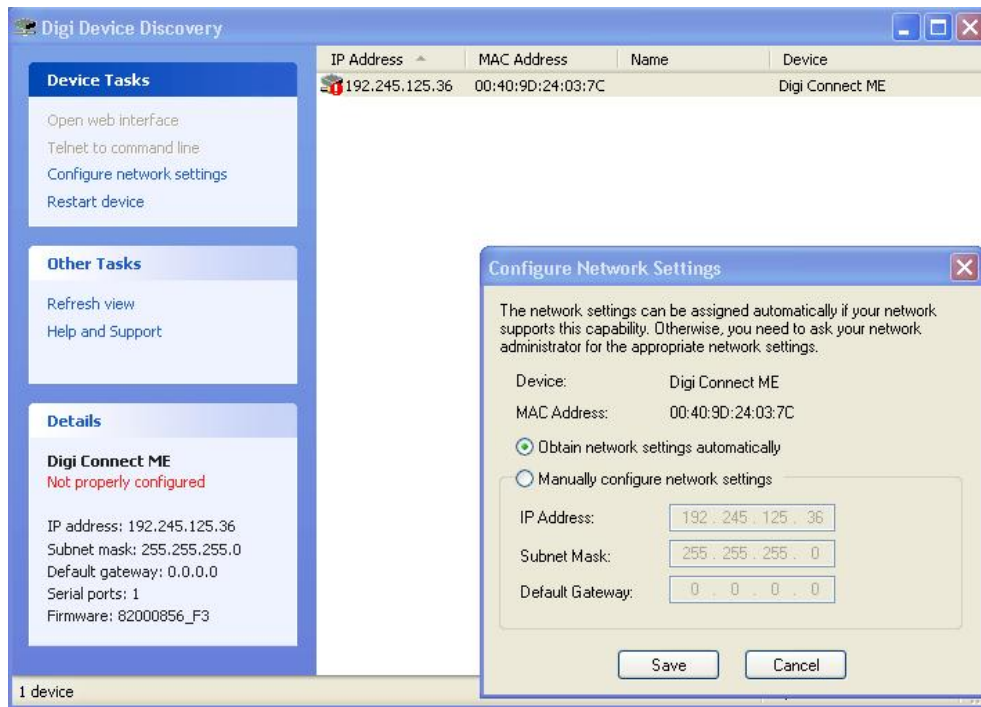 Digi Device Discovery
Device Tasks
Open web interface
Telnet to command line
Configure network settings
Restart device
Other Tasks
Refresh view
Help and Support
Details
Digi Connect ME
Not properly configured
IP address: 192.245.125.36
Subnet mask: 255.255.255.0
Default gateway: 0.0.0.0
Serial ports: 1
Firmware: 82000856_F3
IP Address MAC Address Name Device
192.245.125.36 00:40:9D:24:03:7C Digi Connect ME
Configure Network Settings
The network settings can be assigned automatically if your network
supports this capability. Otherwise, you need to ask your network
administrator for the appropriate network settings.
Device: Digi Connect ME
MAC Address: 00:40:9D:24:03:7C
Obtain network settings automatically
Manually configure network settings
IP Address: 192 . 245 . 125 . 36
Subnet Mask: 255 . 255 . 255 . 0
Default Gateway: 0 . 0 . 0 . 0
Save Cancel
1 device